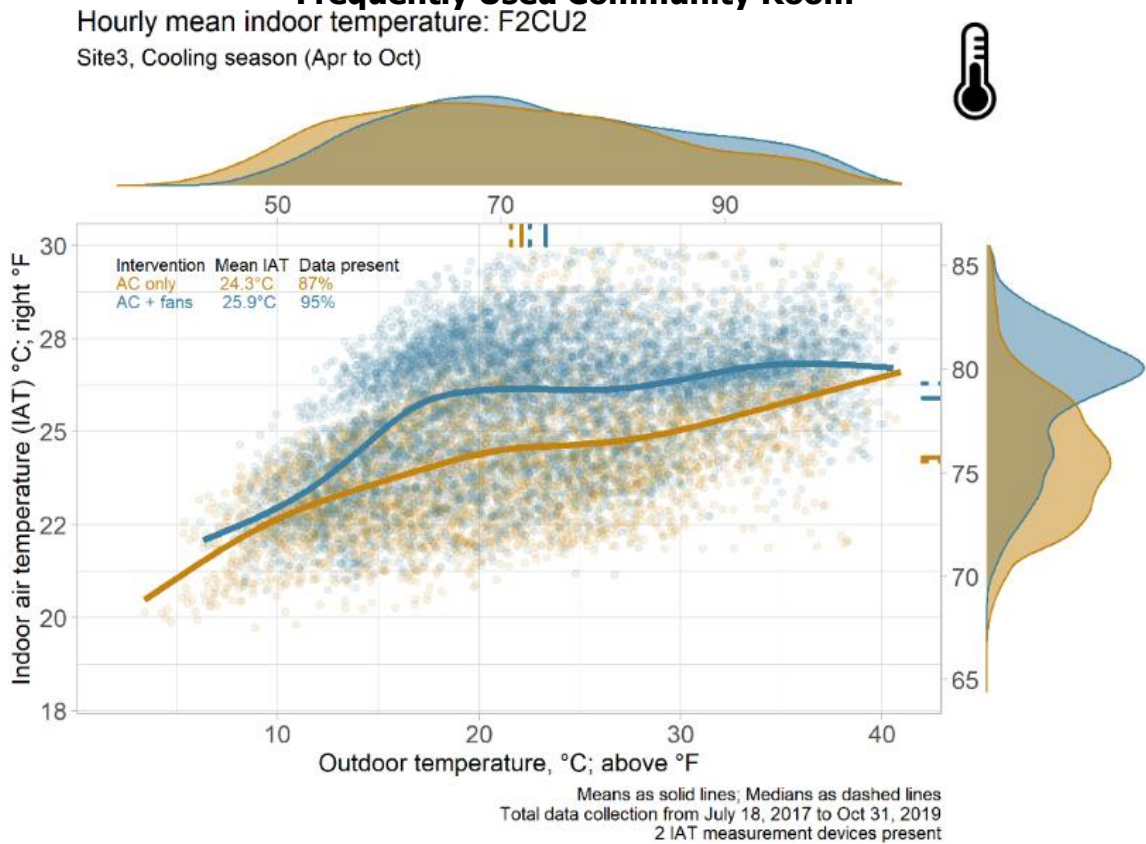 Frequently Used Community Room
Hourly mean indoor temperature: F2CU2
Site3, Cooling season (Apr to Oct)
50 70 90
Indoor air temperature (IAT) °C; right °F
30
28
25
22
20
18
Intervention Mean IAT Data present
AC only 24.3°C 87%
AC + fans 25.9°C 95%
85
80
75
70
65
10 20 30 40
Outdoor temperature, °C; above °F
Means as solid lines; Medians as dashed lines
Total data collection from July 18, 2017 to Oct 31, 2019
2 IAT measurement devices present